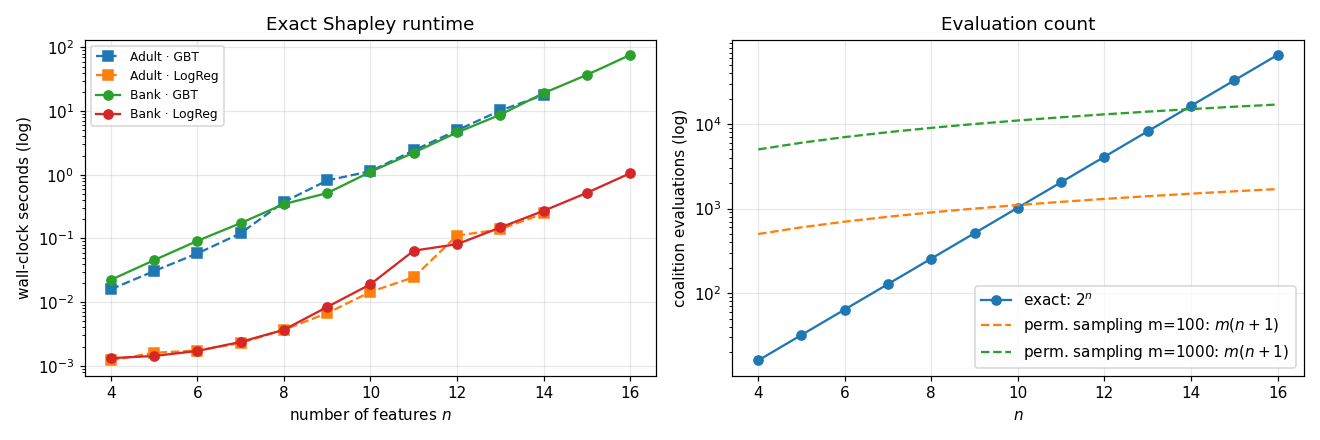 Exact Shapley runtime
wall-clock seconds (log)
10²
10¹
10⁰
10⁻¹
10⁻²
10⁻³
Adult · GBT
Adult · LogReg
Bank · GBT
Bank · LogReg
4 6 8 10 12 14 16
number of features n
Evaluation count
coalition evaluations (log)
10⁴
10³
10²
exact: 2ⁿ
perm. sampling m=100: m(n + 1)
perm. sampling m=1000: m(n + 1)
4 6 8 10 12 14 16
n